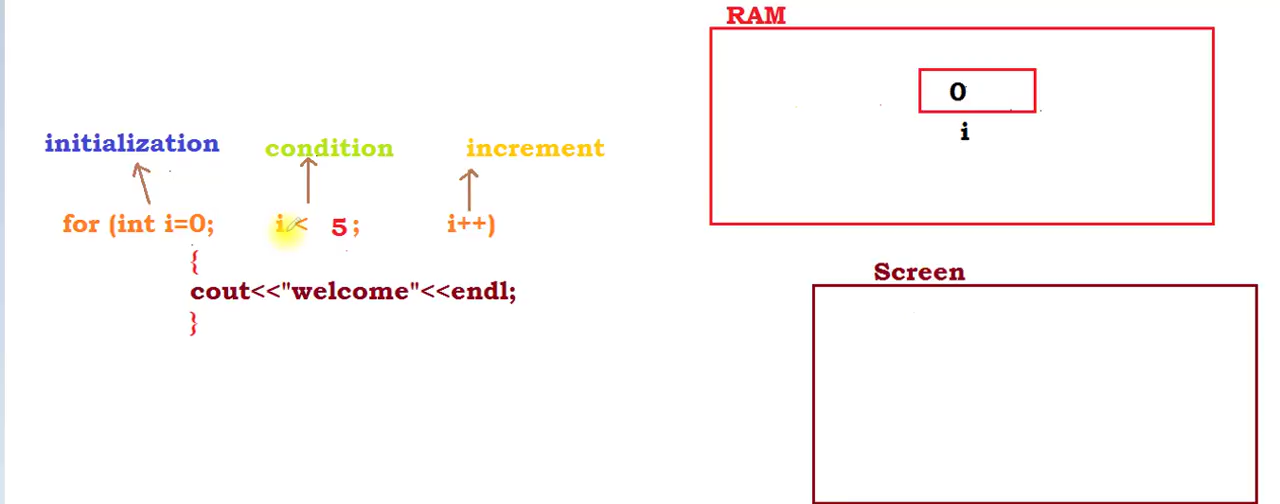 RAM
0
i
initialization condition increment
for (int i=0; i< 5; i++)
{
cout<<"welcome"<<endl;
}
Screen